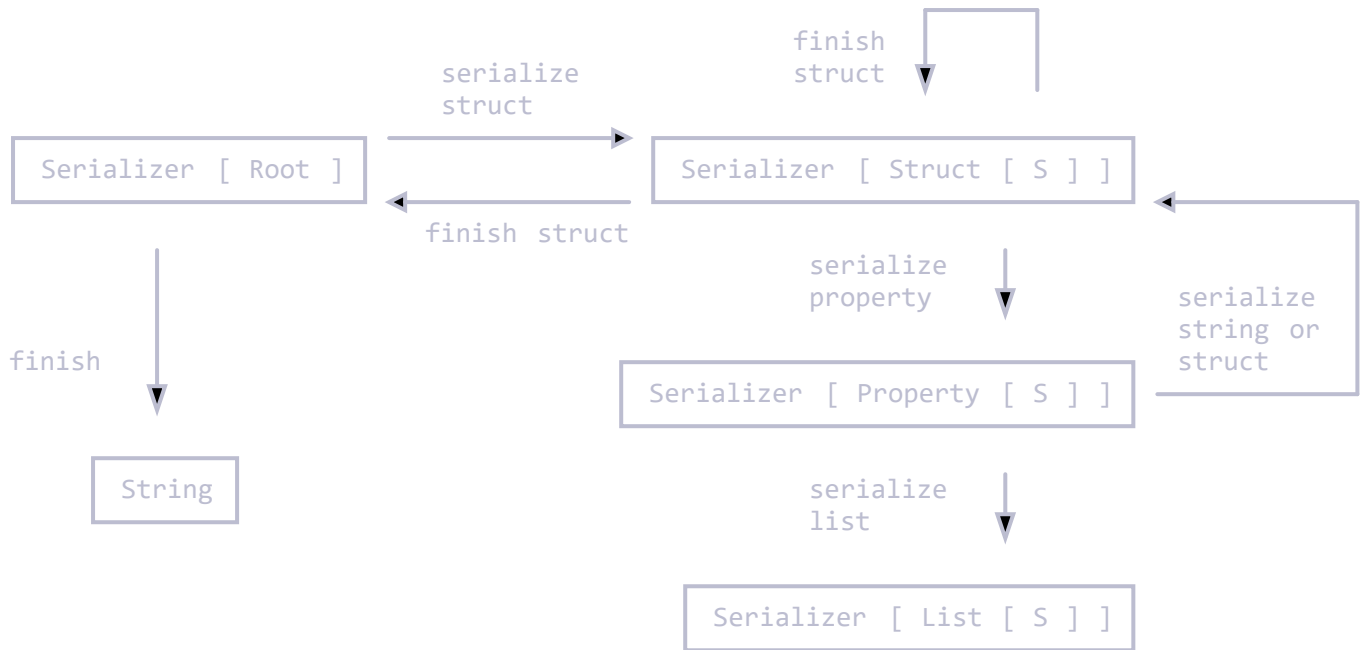 finish
struct
serialize
struct
Serializer [ Root ]
Serializer [ Struct [ S ] ]
finish struct
serialize
property
serialize
string or
struct
finish
Serializer [ Property [ S ] ]
String
serialize
list
Serializer [ List [ S ] ]